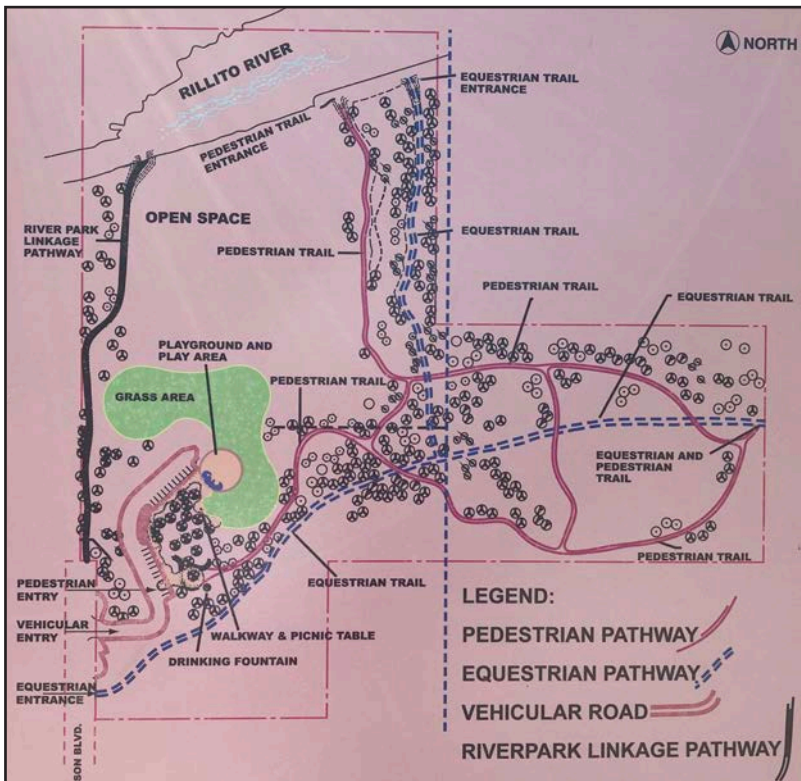 NORTH
RILLITO RIVER
EQUESTRIAN TRAIL
ENTRANCE
PEDESTRIAN TRAIL
ENTRANCE
OPEN SPACE
RIVER PARK
LINKAGE
PATHWAY
PEDESTRIAN TRAIL
EQUESTRIAN TRAIL
PEDESTRIAN TRAIL
EQUESTRIAN TRAIL
PLAYGROUND AND
PLAY AREA
GRASS AREA
PEDESTRIAN TRAIL
EQUESTRIAN AND
PEDESTRIAN
TRAIL
PEDESTRIAN TRAIL
EQUESTRIAN TRAIL
PEDESTRIAN
ENTRY
VEHICULAR
ENTRY
WALKWAY & PICNIC TABLE
DRINKING FOUNTAIN
EQUESTRIAN
ENTRANCE
SON BLVD.
LEGEND:
PEDESTRIAN PATHWAY
EQUESTRIAN PATHWAY
VEHICULAR ROAD
RIVERPARK LINKAGE PATHWAY